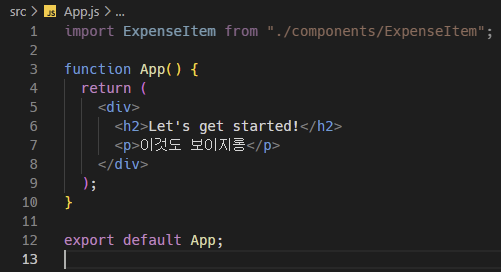 src > JS App.js > ...
1 import ExpenseItem from "./components/ExpenseItem";
2
3 function App() {
4 return (
5 <div>
6 <h2>Let's get started!</h2>
7 <p>이것도 보이지롱</p>
8 </div>
9 );
10 }
11
12 export default App;
13